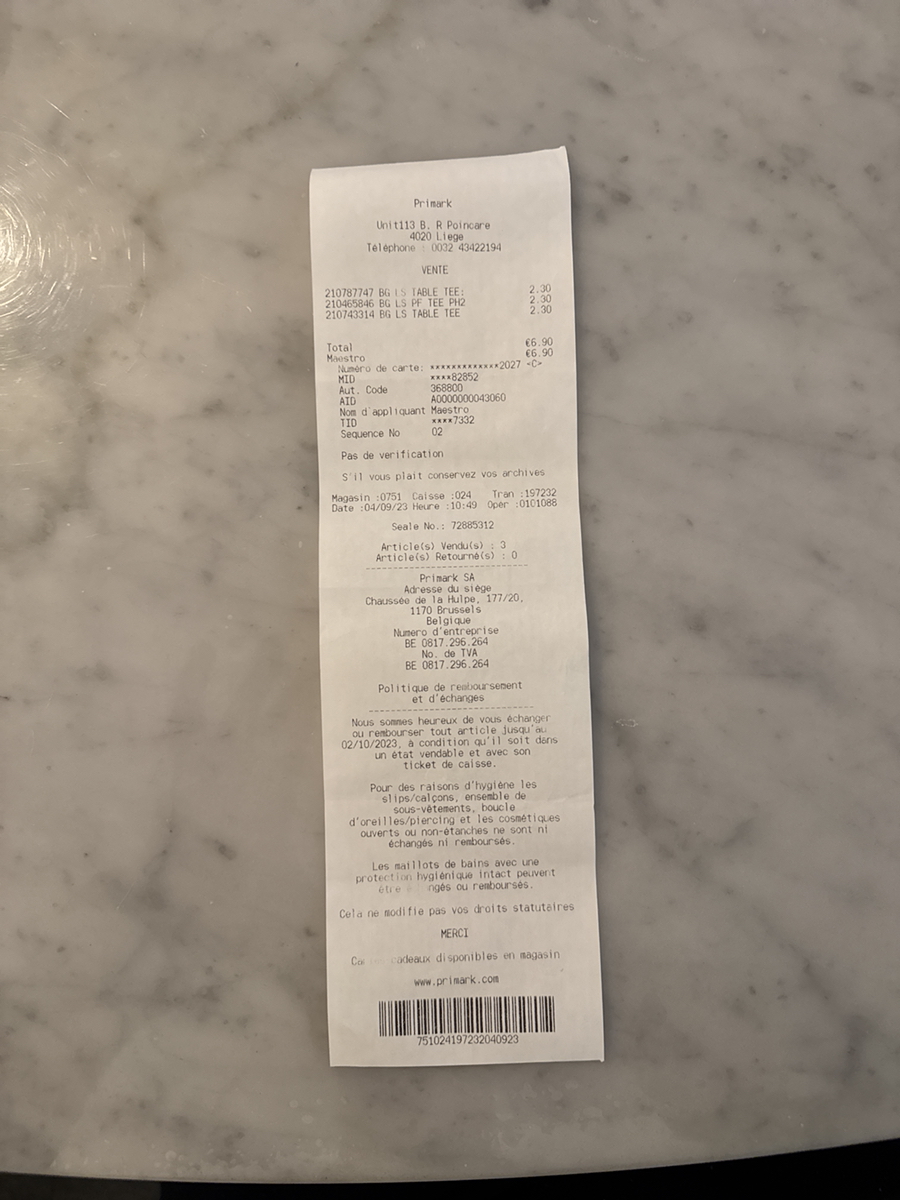 Primark
Unit113 B. R Poincare
4020 Liege
Téléphone : 0032 43422194
VENTE
210787747 BG LS TABLE TEE: 2.30
210465846 BG LS PF TEE PH2 2.30
210743314 BG LS TABLE TEE 2.30
Total €6.90
Maestro €6.90
Numéro de carte: *************2027 <C>
MID ****82852
Aut. Code 368800
AID A0000000043060
Nom d'appliquant Maestro
TID ****7332
Sequence No 02
Pas de verification
S'il vous plait conservez vos archives
Magasin :0751 Caisse :024 Tran :197232
Date :04/09/23 Heure :10:49 Oper :0101088
Seale No.: 72885312
Article(s) Vendu(s) : 3
Article(s) Retourné(s) : 0
Primark SA
Adresse du siège
Chaussée de la Hulpe, 177/20,
1170 Brussels
Belgique
Numero d'entreprise
BE 0817.296.264
No. de TVA
BE 0817.296.264
Politique de remboursement
et d'échanges
Nous sommes heureux de vous échanger
ou rembourser tout article jusqu'au
02/10/2023, à condition qu'il soit dans
un état vendable et avec son
ticket de caisse.
Pour des raisons d'hygiène les
slips/calçons, ensemble de
sous-vêtements, boucle
d'oreilles/piercing et les cosmétiques
ouverts ou non-étanches ne sont ni
échangés ni remboursés.
Les maillots de bains avec une
protection hygiénique intact peuvent
être ou remboursés.
Cela ne modifie pas vos droits statutaires
MERCI
disponibles en magasin
www.primark.com
751024197232040923